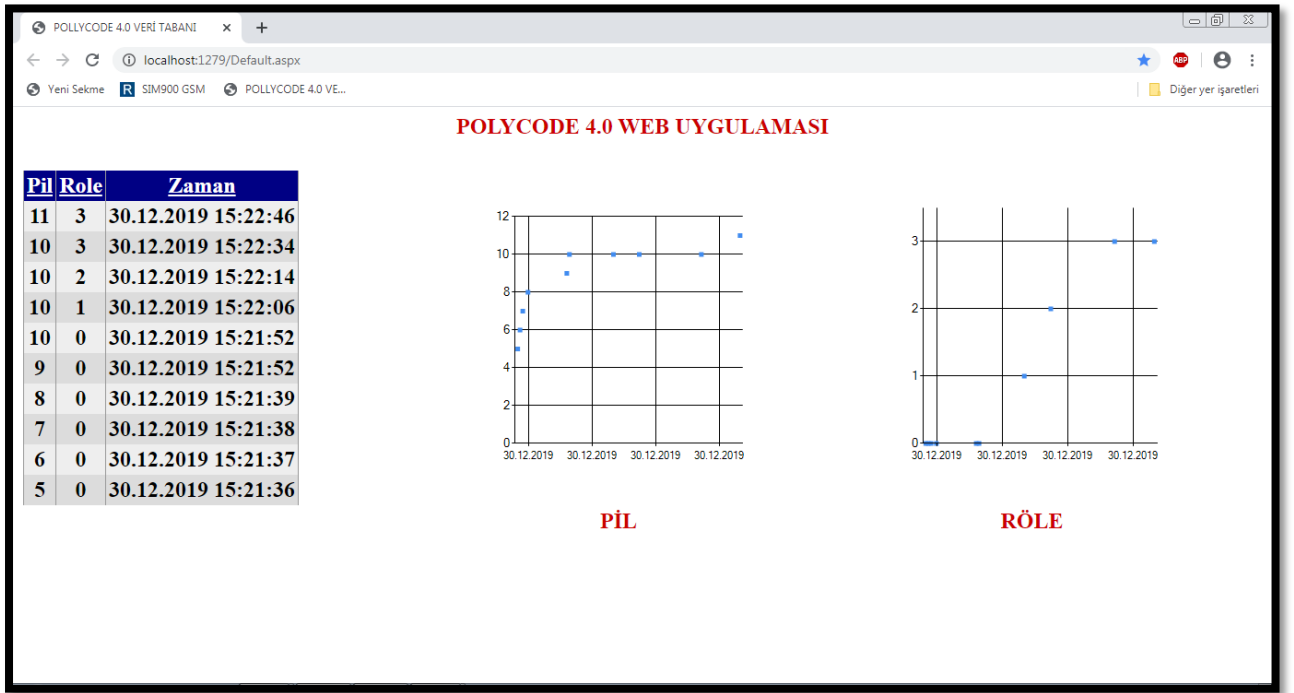 POLLYCODE 4.0 VERİ TABANI
localhost:1279/Default.aspx
ABP
Yeni Sekme R SIM900 GSM POLLYCODE 4.0 VE... Diğer yer işaretleri
POLYCODE 4.0 WEB UYGULAMASI
Pil Role Zaman
11 3 30.12.2019 15:22:46
10 3 30.12.2019 15:22:34
10 2 30.12.2019 15:22:14
10 1 30.12.2019 15:22:06
10 0 30.12.2019 15:21:52
9 0 30.12.2019 15:21:52
8 0 30.12.2019 15:21:39
7 0 30.12.2019 15:21:38
6 0 30.12.2019 15:21:37
5 0 30.12.2019 15:21:36
12
10
8
6
4
2
0
30.12.2019 30.12.2019 30.12.2019 30.12.2019
PİL
3
2
1
0
30.12.2019 30.12.2019 30.12.2019 30.12.2019
RÖLE